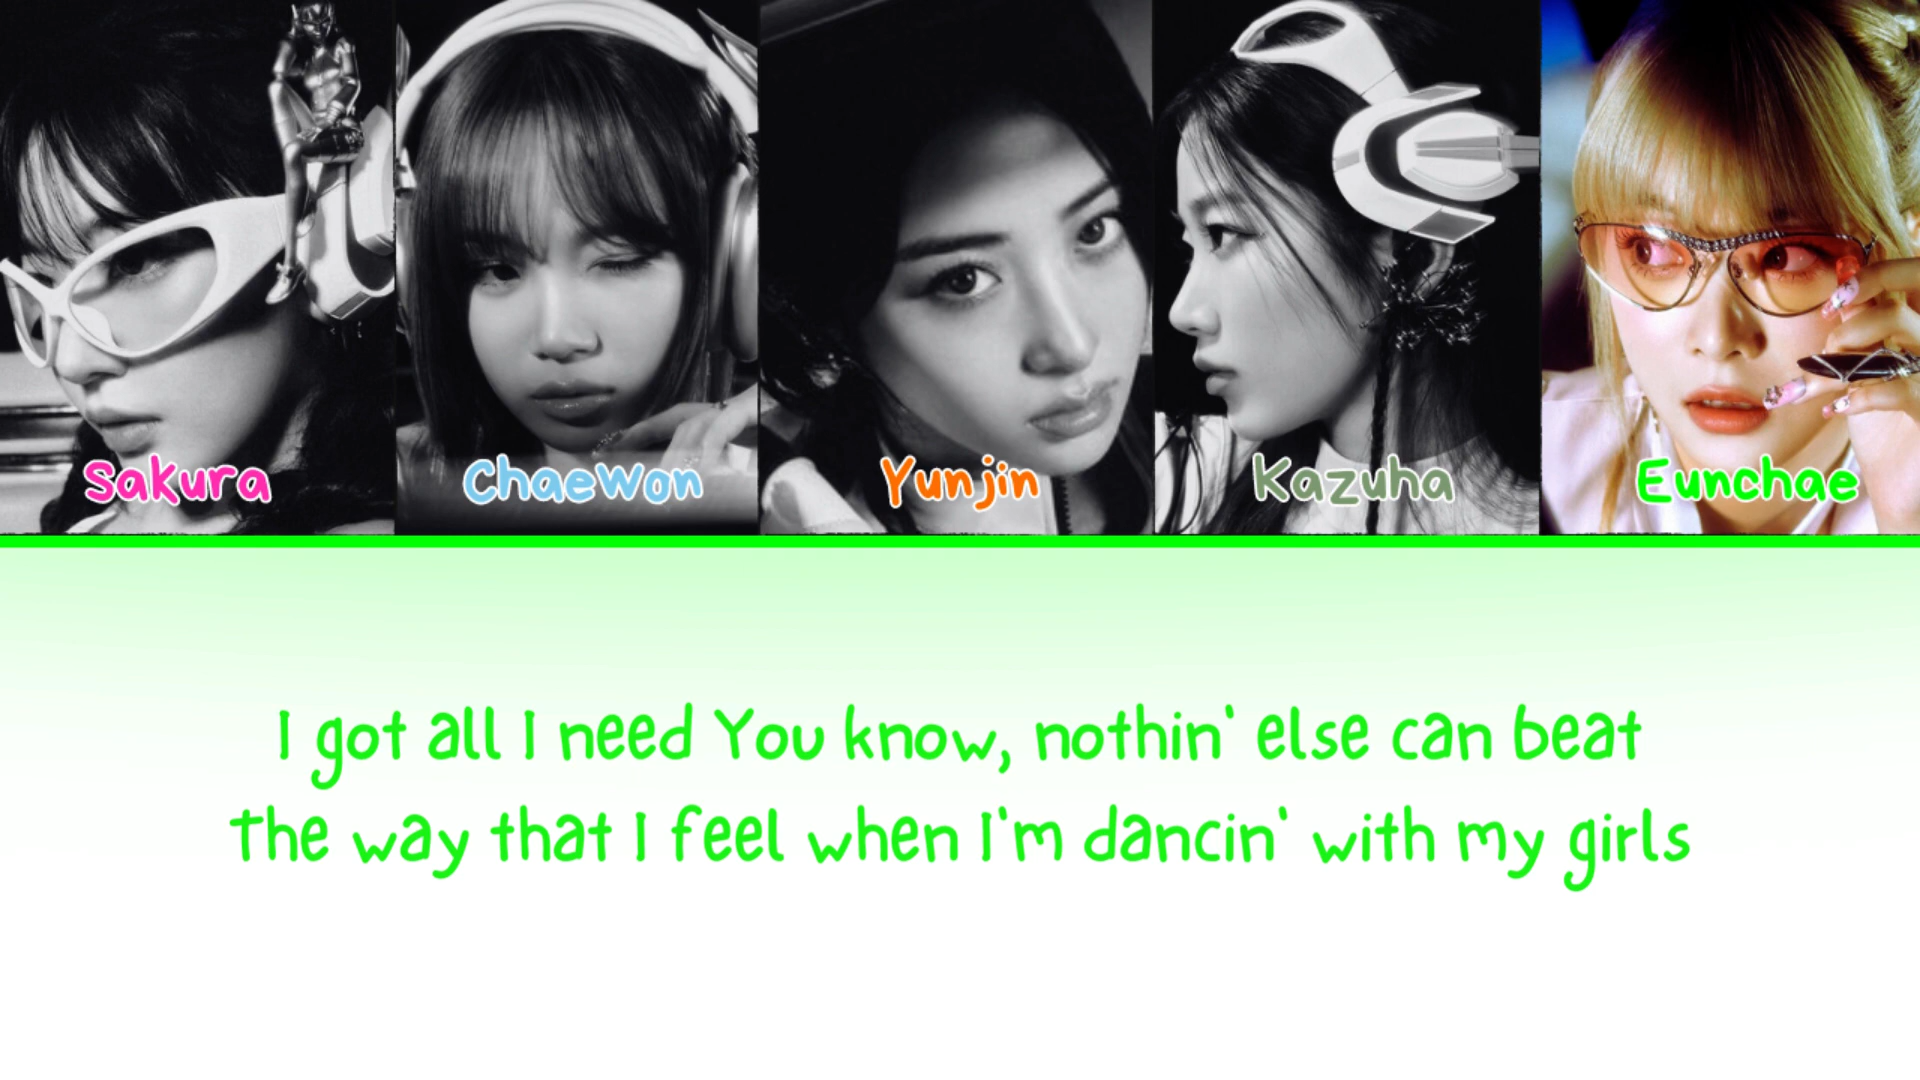 Sakura
Chaewon
Yunjin
Kazuha
Eunchae
I got all I need You know, nothin' else can beat
the way that I feel when I'm dancin' with my girls